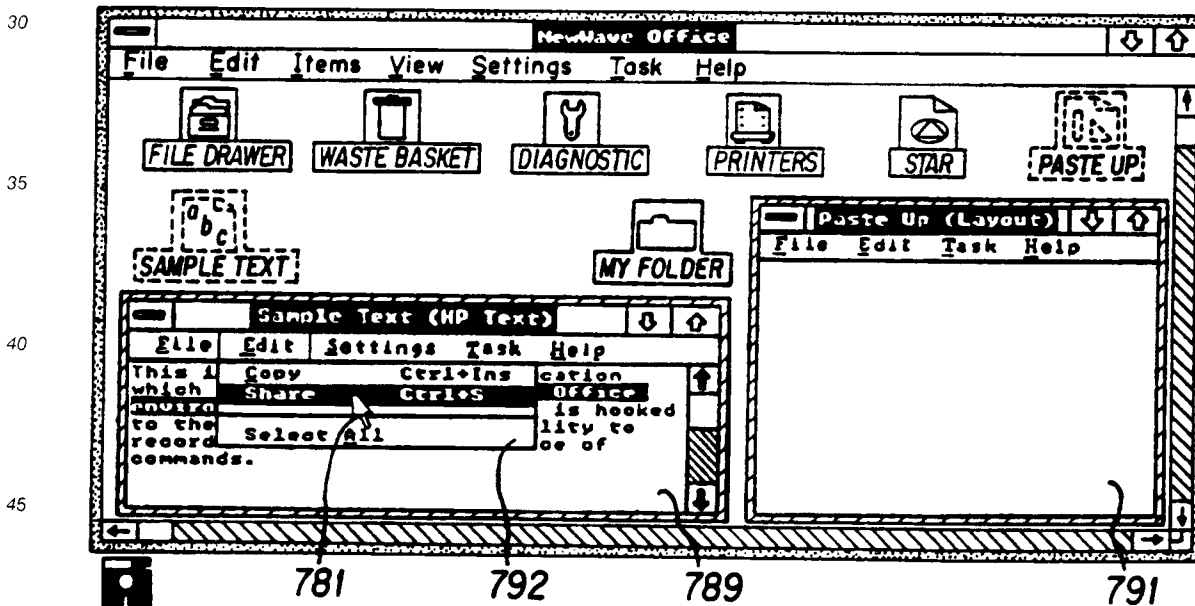 30
NewWave Office
File Edit Items View Settings Task Help
FILE DRAWER WASTE BASKET DIAGNOSTIC PRINTERS STAR PASTE UP
35
abc
SAMPLE TEXT MY FOLDER
Paste Up (Layout)
File Edit Task Help
Sample Text (HP Text)
40
File Edit Settings Task Help
This i Copy Ctrl+Ins cation
which Share Ctrl+S Office
enviro is hooked
to the Select All lity to
record ce of
commands.
45
781 792 789 791